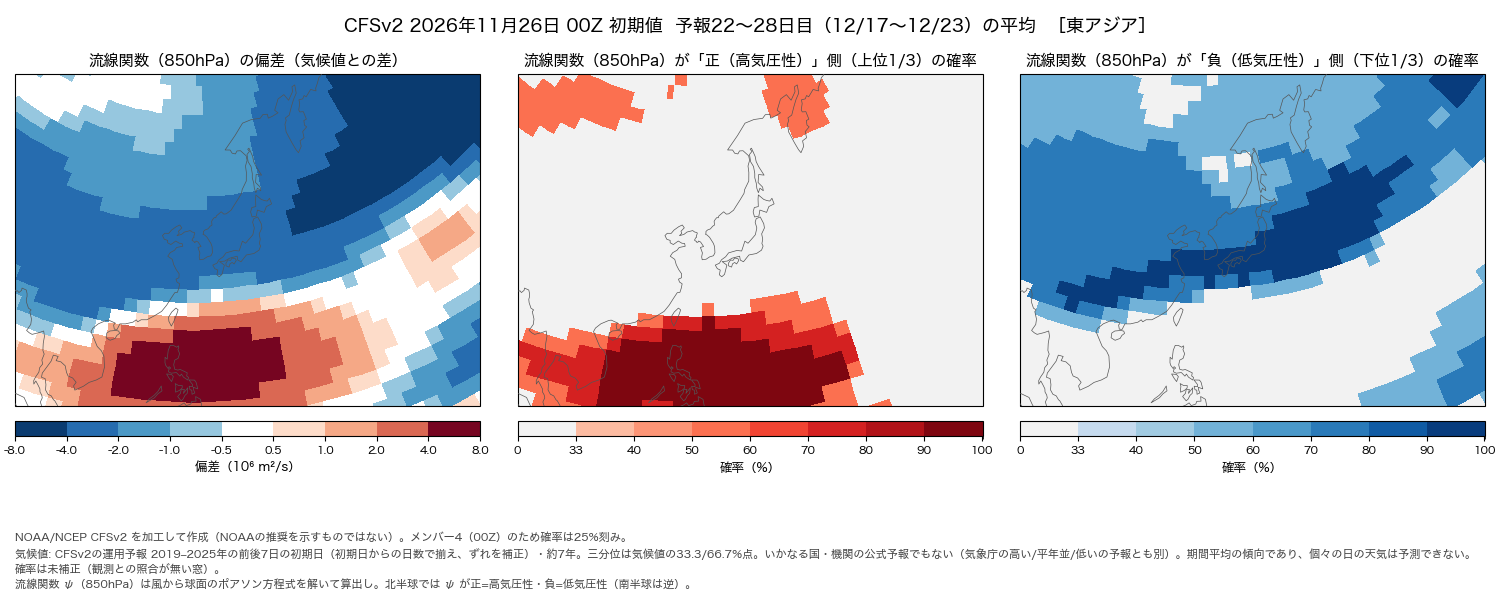 CFSv2 2026年11月26日 00Z 初期値 予報22～28日目（12/17～12/23）の平均 ［東アジア］
流線関数（850hPa）の偏差（気候値との差）
流線関数（850hPa）が「正（高気圧性）」側（上位1/3）の確率
流線関数（850hPa）が「負（低気圧性）」側（下位1/3）の確率
-8.0 -4.0 -2.0 -1.0 -0.5 0.5 1.0 2.0 4.0 8.0
偏差（10⁶ m²/s）
0 33 40 50 60 70 80 90 100
確率（%）
0 33 40 50 60 70 80 90 100
確率（%）
NOAA/NCEP CFSv2 を加工して作成（NOAAの推奨を示すものではない）。メンバー4（00Z）のため確率は25%刻み。
気候値: CFSv2の運用予報 2019–2025年の前後7日の初期日（初期日からの日数で揃え、ずれを補正）・約7年。三分位は気候値の33.3/66.7%点。いかなる国・機関の公式予報でもない（気象庁の高い/平年並/低いの予報とも別）。期間平均の傾向であり、個々の日の天気は予測できない。
確率は未補正（観測との照合が無い窓）。
流線関数 ψ（850hPa）は風から球面のポアソン方程式を解いて算出し。北半球では ψ が正=高気圧性・負=低気圧性（南半球は逆）。